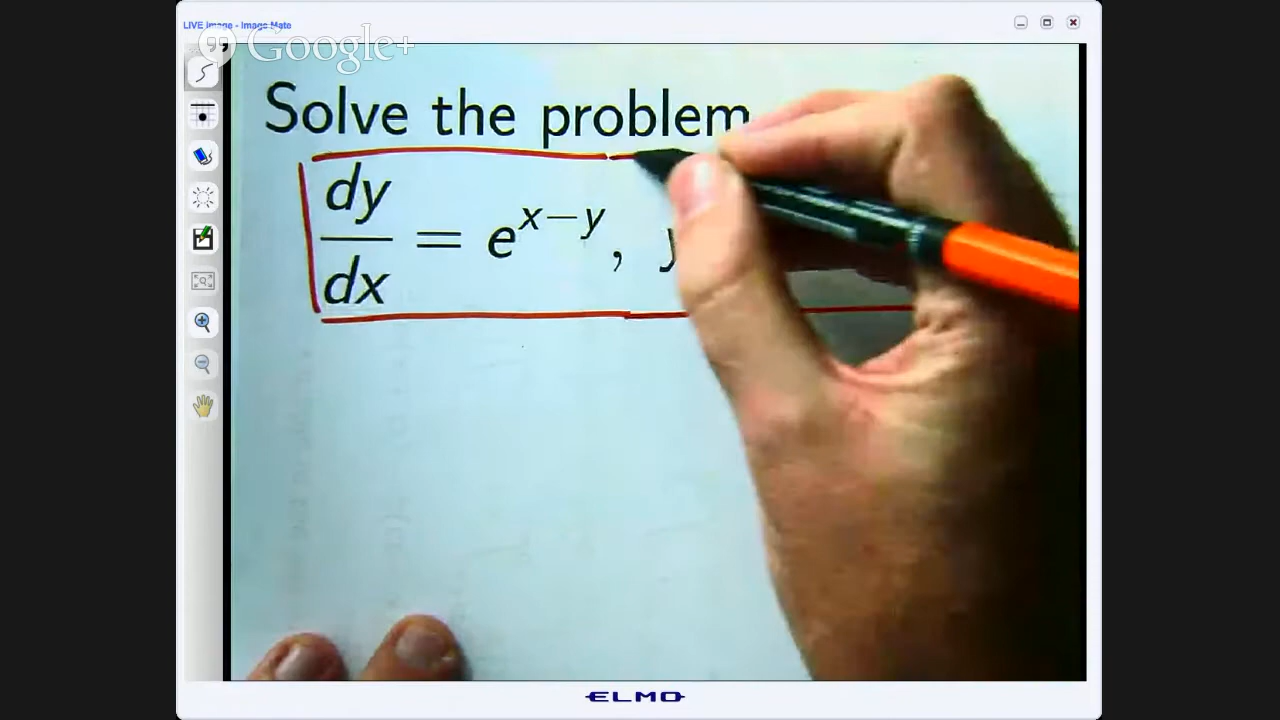 LIVE image - Image Mate
Google+
Solve the problem
dy
dx
= e^{x−y}, y
ELMO